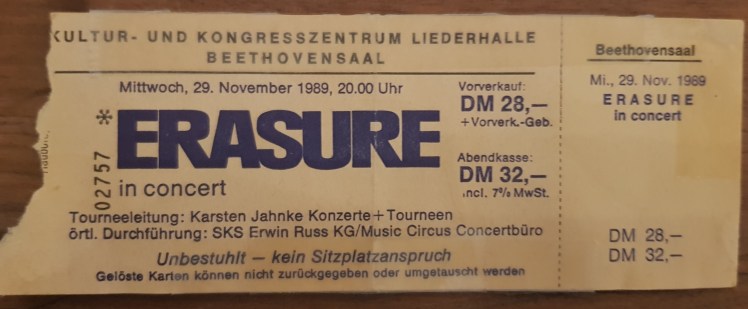 KULTUR- UND KONGRESSZENTRUM LIEDERHALLE
BEETHOVENSAAL
Mittwoch, 29. November 1989, 20.00 Uhr
Vorverkauf:
DM 28,—
+Vorverk.-Geb.
* 02757
ERASURE
in concert
Abendkasse:
DM 32,—
incl. 7% MwSt.
Tourneeleitung: Karsten Jahnke Konzerte+Tourneen
örtl. Durchführung: SKS Erwin Russ KG/Music Circus Concertbüro
Unbestuhlt — kein Sitzplatzanspruch
Gelöste Karten können nicht zurückgegeben oder umgetauscht werden
Beethovensaal
Mi., 29. Nov. 1989
ERASURE
in concert
DM 28,—
DM 32,—